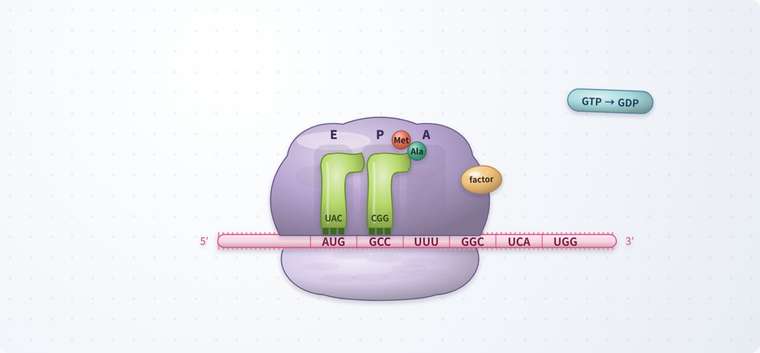 GTP → GDP
E P A
Met
Ala
factor
UAC CGG
5' AUG GCC UUU GGC UCA UGG 3'